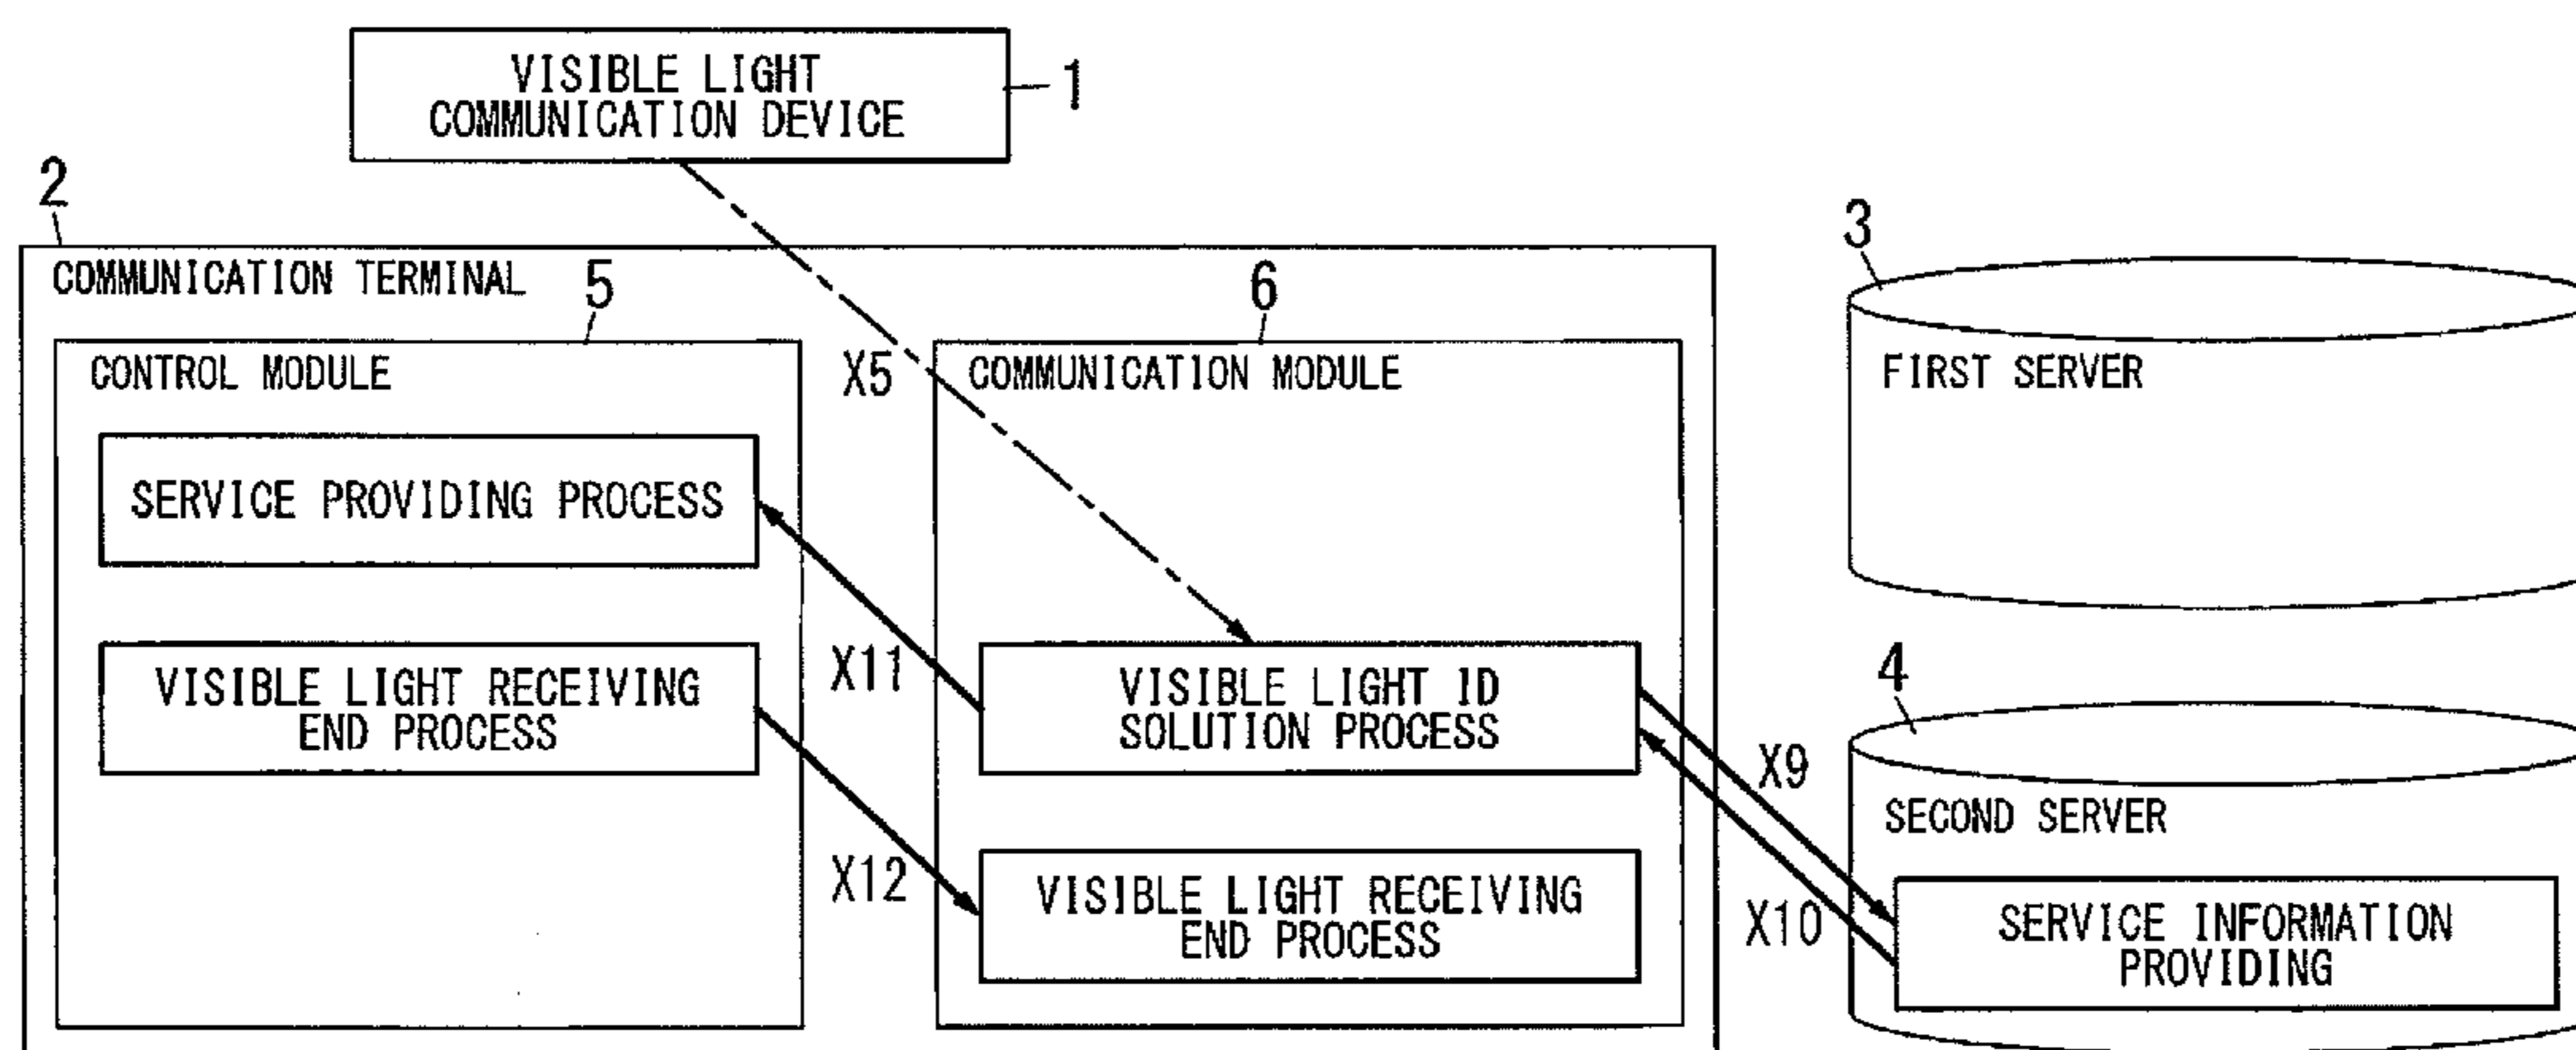 VISIBLE LIGHT
COMMUNICATION DEVICE
1
2
COMMUNICATION TERMINAL
5
CONTROL MODULE
SERVICE PROVIDING PROCESS
VISIBLE LIGHT RECEIVING
END PROCESS
X5
X11
X12
6
COMMUNICATION MODULE
VISIBLE LIGHT ID
SOLUTION PROCESS
VISIBLE LIGHT RECEIVING
END PROCESS
X9
X10
3
FIRST SERVER
4
SECOND SERVER
SERVICE INFORMATION
PROVIDING